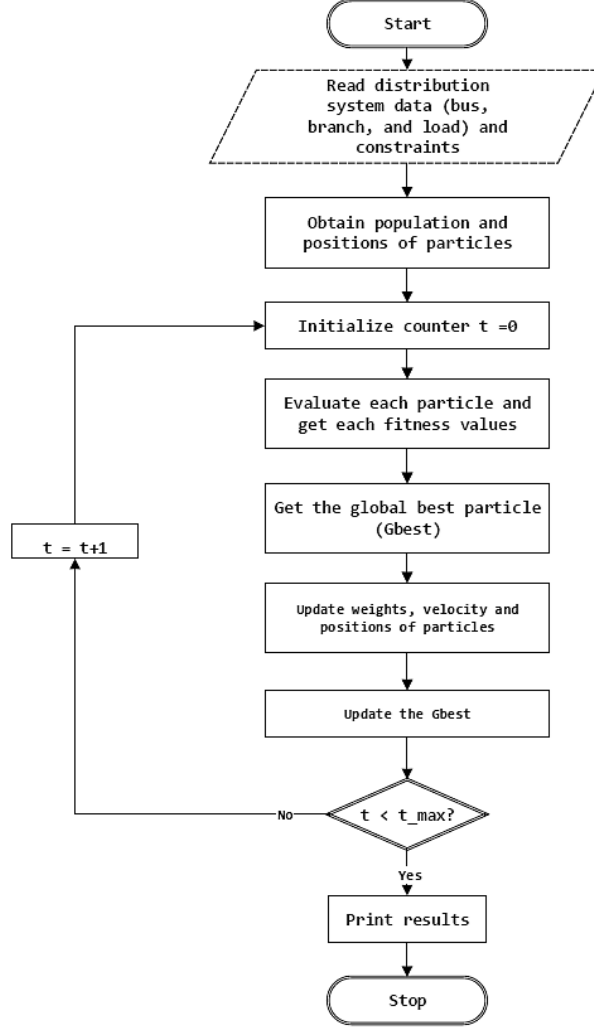 Start
Read distribution
system data (bus,
branch, and load) and
constraints
Obtain population and
positions of particles
Initialize counter t =0
Evaluate each particle and
get each fitness values
Get the global best particle
(Gbest)
t = t+1
Update weights, velocity and
positions of particles
Update the Gbest
t < t_max?
No
Yes
Print results
Stop